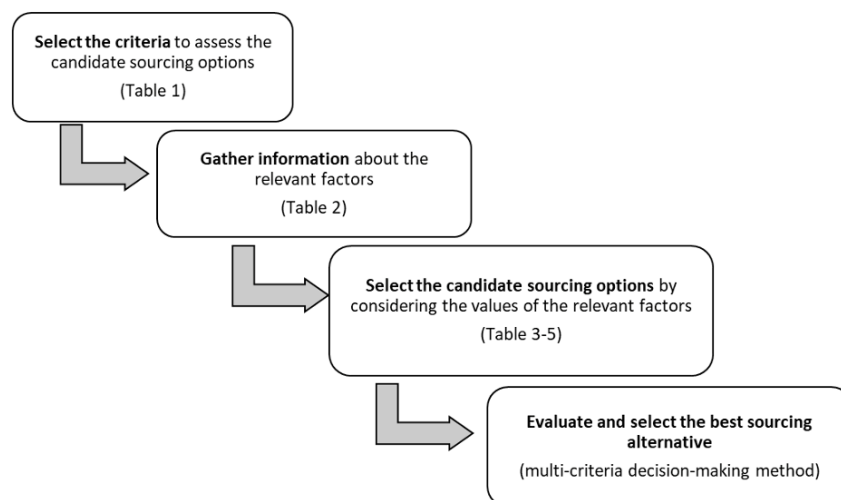 Select the criteria to assess the
candidate sourcing options
(Table 1)
Gather information about the
relevant factors
(Table 2)
Select the candidate sourcing options by
considering the values of the relevant factors
(Table 3-5)
Evaluate and select the best sourcing
alternative
(multi-criteria decision-making method)